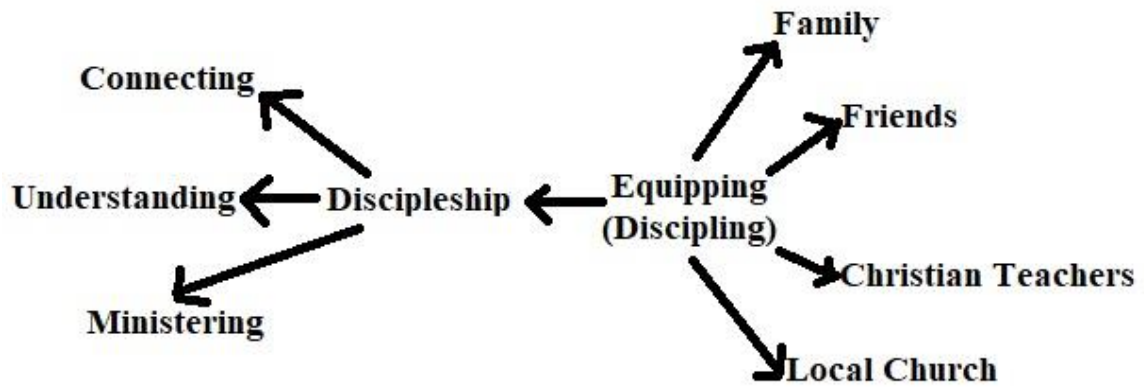 Family
Connecting
Friends
Understanding
Discipleship
Equipping
(Discipling)
Christian Teachers
Ministering
Local Church